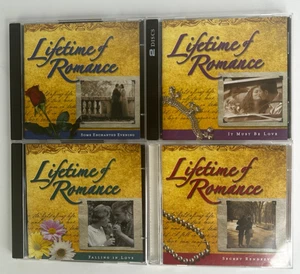 Lifetime of
Romance
Some Enchanted Evening
2 DISCS
Lifetime of
Romance
It Must Be Love
Lifetime of
Romance
Falling in Love
Lifetime of
Romance
Secret